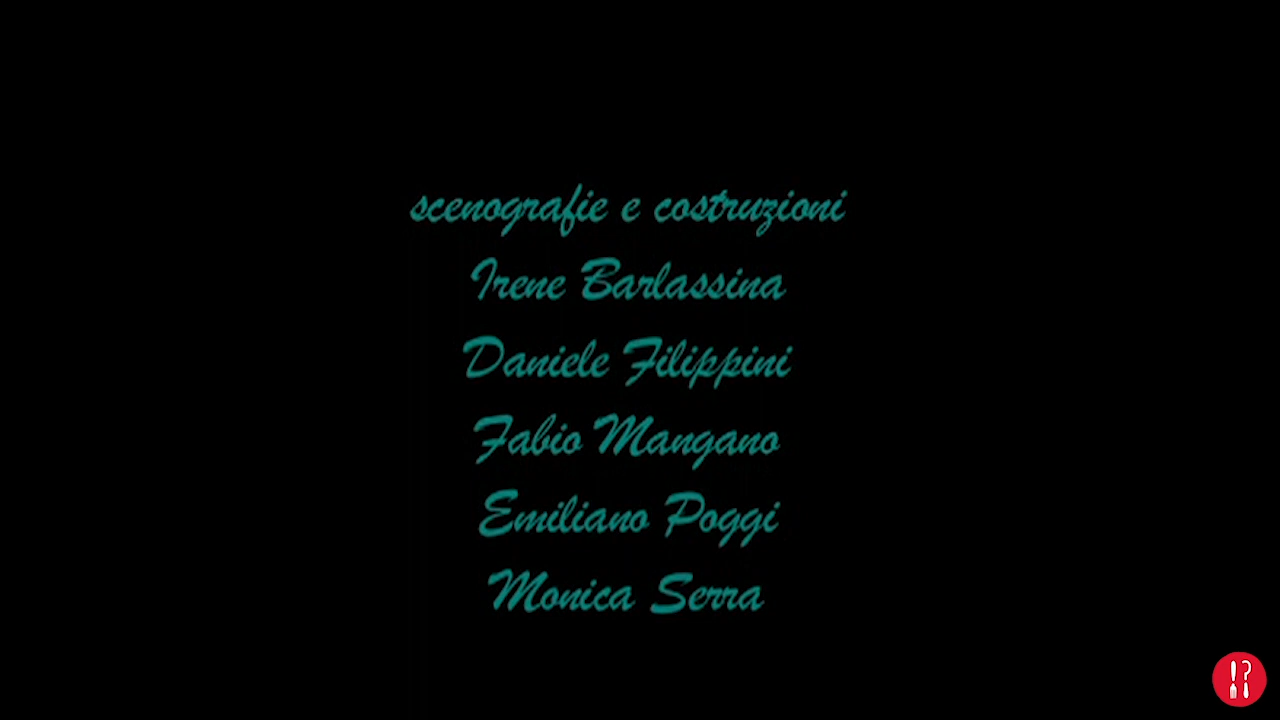 scenografie e costruzioni
Irene Barlassina
Daniele Filippini
Fabio Mangano
Emiliano Poggi
Monica Serra
!?